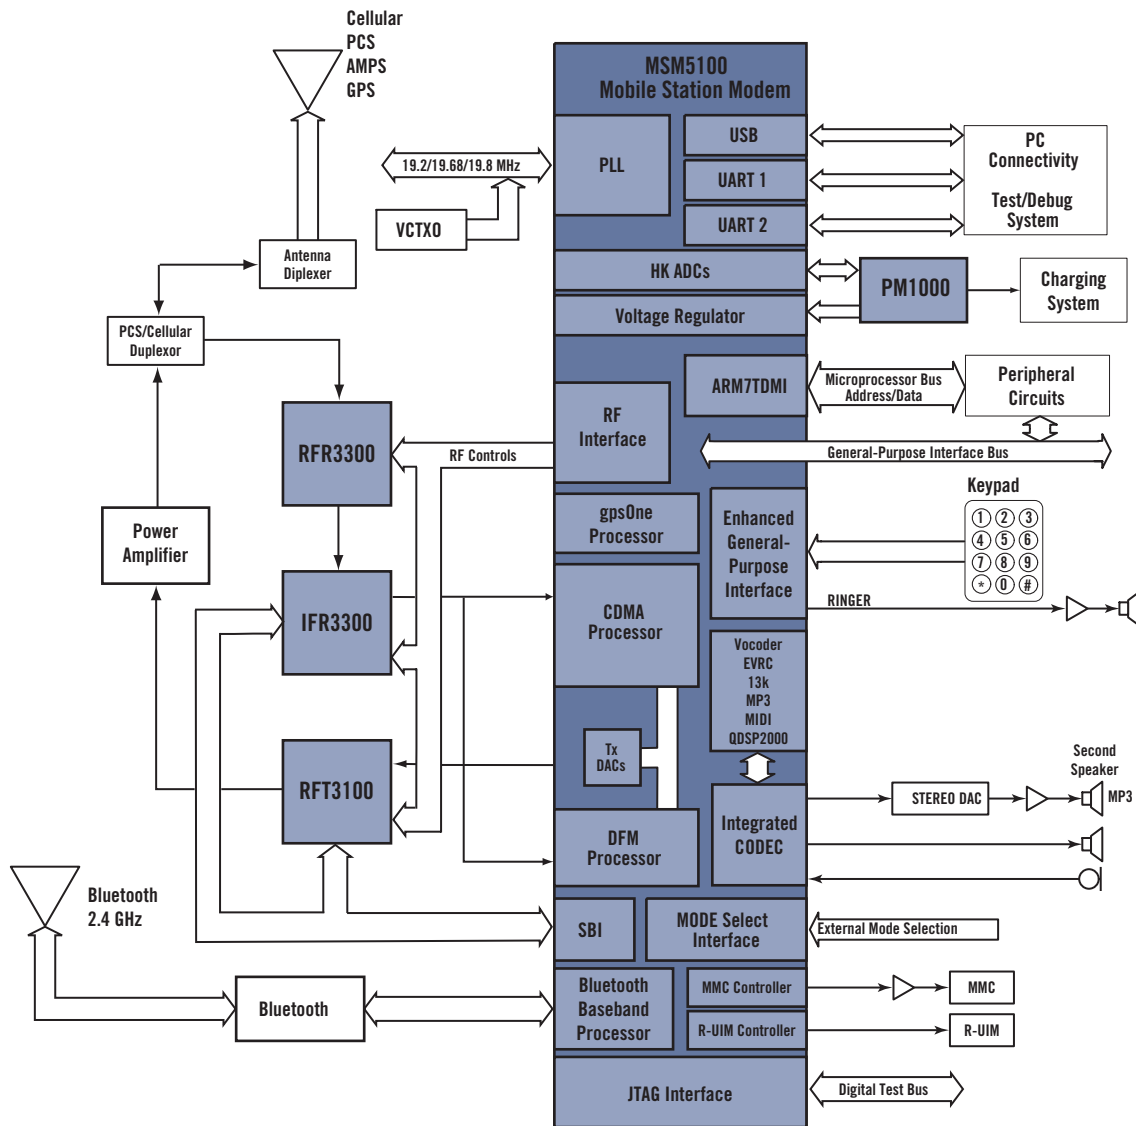 Cellular
PCS
AMPS
GPS
MSM5100
Mobile Station Modem
PLL
USB
UART 1
UART 2
19.2/19.68/19.8 MHz
VCTXO
PC
Connectivity
Test/Debug
System
Antenna
Diplexer
HK ADCs
PM1000
Charging
System
Voltage Regulator
PCS/Cellular
Duplexor
ARM7TDMI
Microprocessor Bus
Address/Data
Peripheral
Circuits
RF
Interface
RFR3300
RF Controls
General-Purpose Interface Bus
Keypad
1 2 3
4 5 6
7 8 9
* 0 #
gpsOne
Processor
Enhanced
General-
Purpose
Interface
Power
Amplifier
IFR3300
CDMA
Processor
RINGER
Vocoder
EVRC
13k
MP3
MIDI
QDSP2000
Tx
DACs
RFT3100
Second
Speaker
MP3
STEREO DAC
Integrated
CODEC
DFM
Processor
Bluetooth
2.4 GHz
SBI
MODE Select
Interface
External Mode Selection
Bluetooth
Bluetooth
Baseband
Processor
MMC Controller
MMC
R-UIM Controller
R-UIM
JTAG Interface
Digital Test Bus